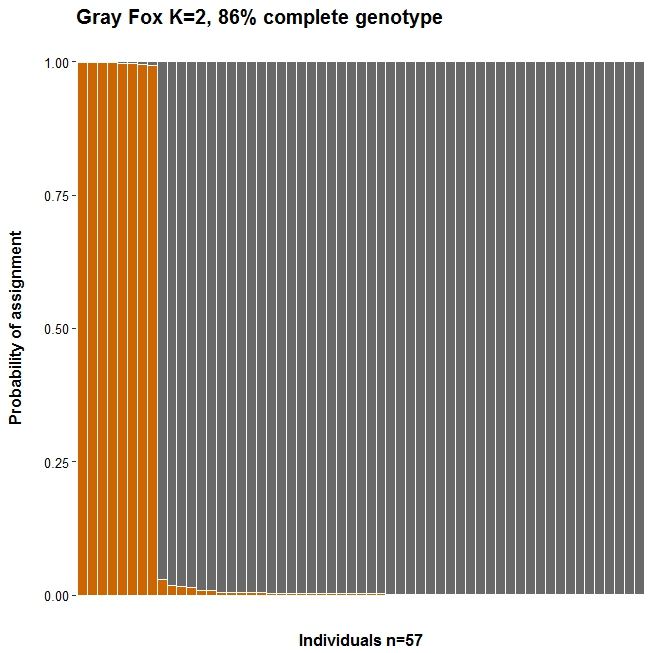 Gray Fox K=2, 86% complete genotype
1.00
0.75
0.50
0.25
0.00
Probability of assignment
Individuals n=57